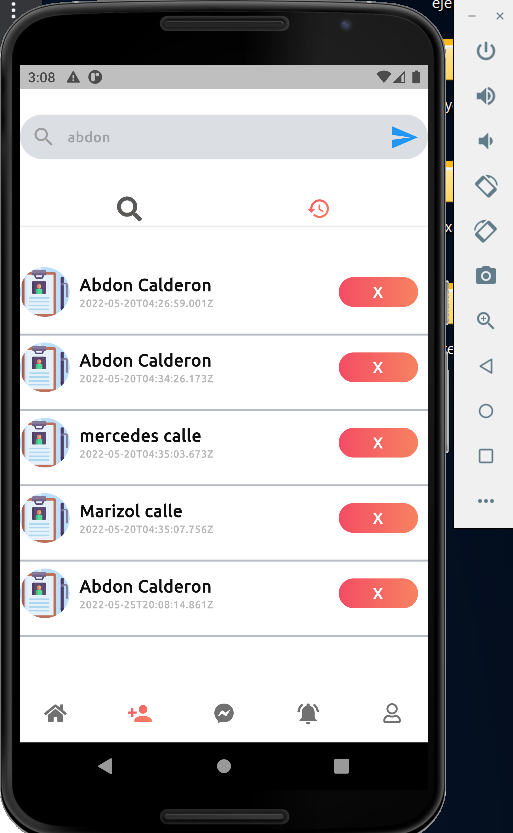 eje
3:08
y
abdon
x
Abdon Calderon
X
2022-05-20T04:26:59.001Z
Abdon Calderon
X
2022-05-20T04:34:26.173Z
mercedes calle
X
2022-05-20T04:35:03.673Z
Marizol calle
X
2022-05-20T04:35:07.756Z
Abdon Calderon
X
2022-05-25T20:08:14.861Z